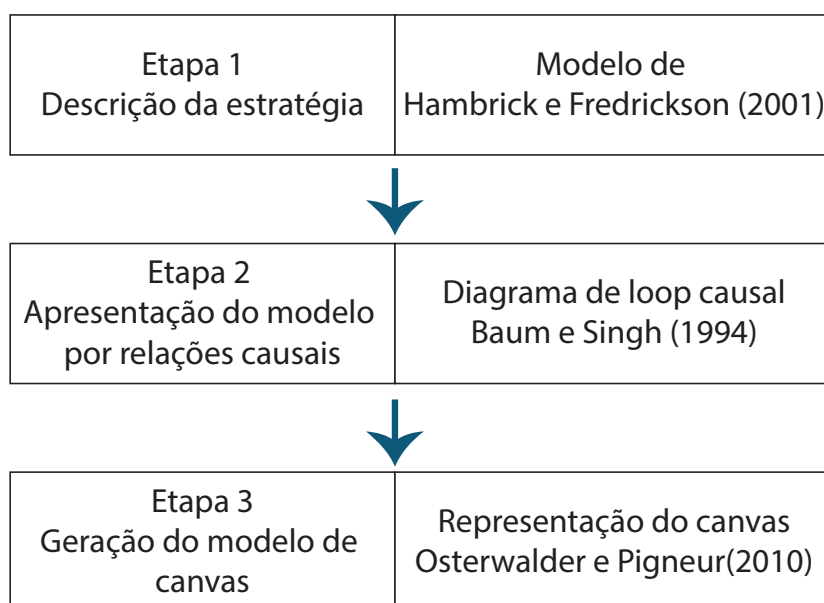 Etapa 1
Descrição da estratégia
Modelo de
Hambrick e Fredrickson (2001)
Etapa 2
Apresentação do modelo
por relações causais
Diagrama de loop causal
Baum e Singh (1994)
Etapa 3
Geração do modelo de
canvas
Representação do canvas
Osterwalder e Pigneur(2010)